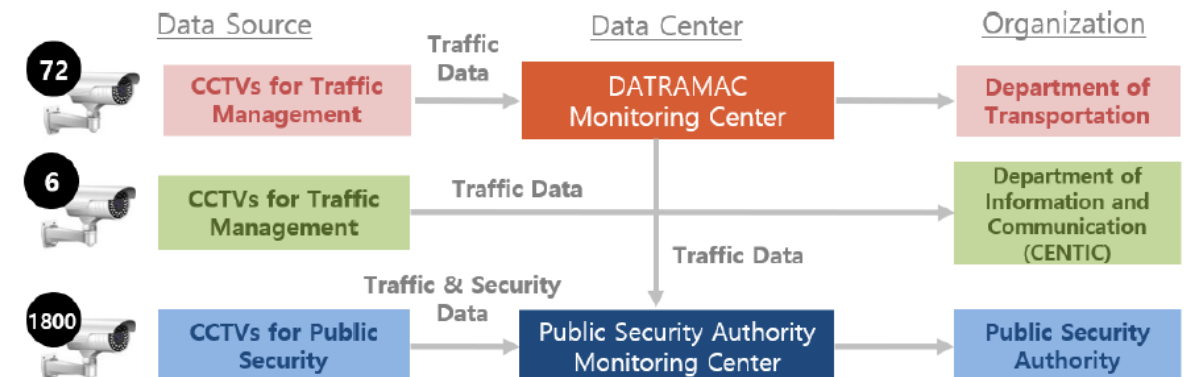 Data Source
Data Center
Organization
72
CCTVs for Traffic
Management
Traffic
Data
DATRAMAC
Monitoring Center
Department of
Transportation
6
CCTVs for Traffic
Management
Traffic Data
Department of
Information and
Communication
(CENTIC)
Traffic Data
1800
CCTVs for Public
Security
Traffic & Security
Data
Public Security Authority
Monitoring Center
Public Security
Authority